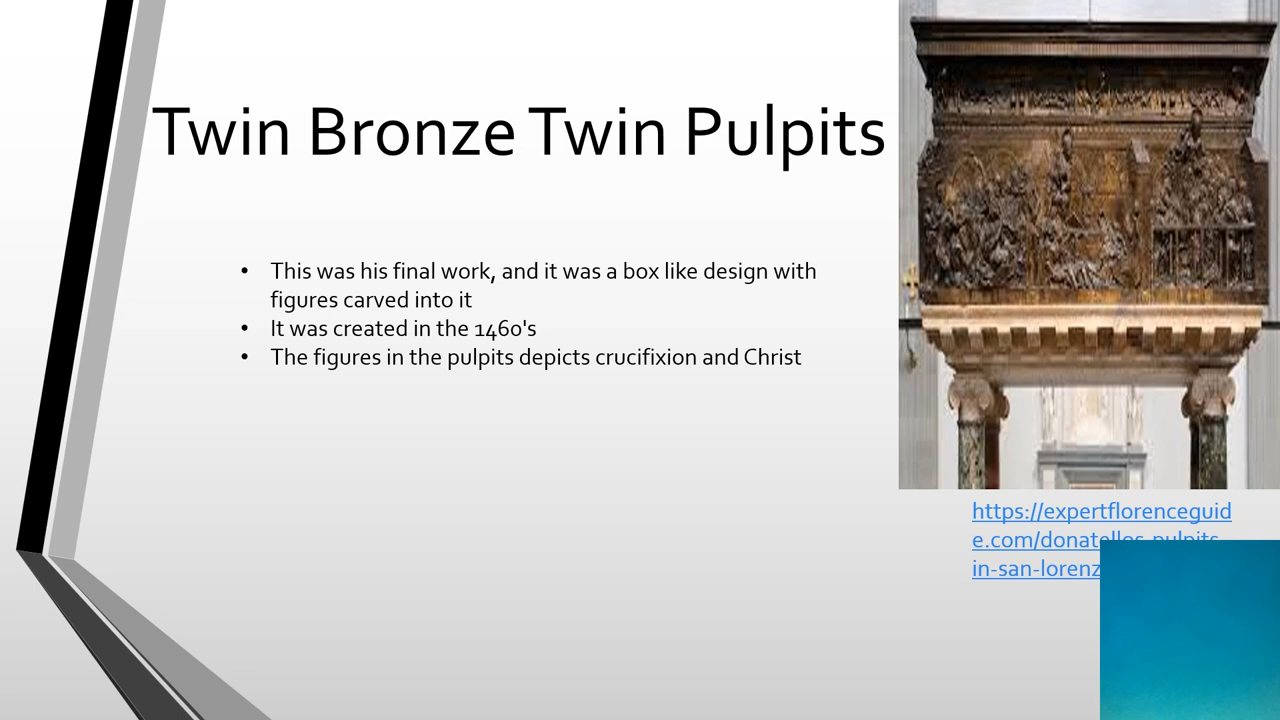 Twin Bronze Twin Pulpits
• This was his final work, and it was a box like design with
figures carved into it
• It was created in the 1460's
• The figures in the pulpits depicts crucifixion and Christ
https://expertflorenceguid
e.com/donatellos-pulpits-
in-san-lorenz